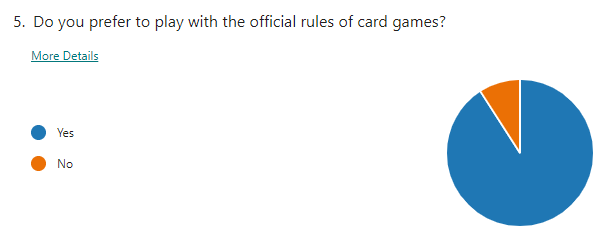 5. Do you prefer to play with the official rules of card games?
More Details
Yes
No